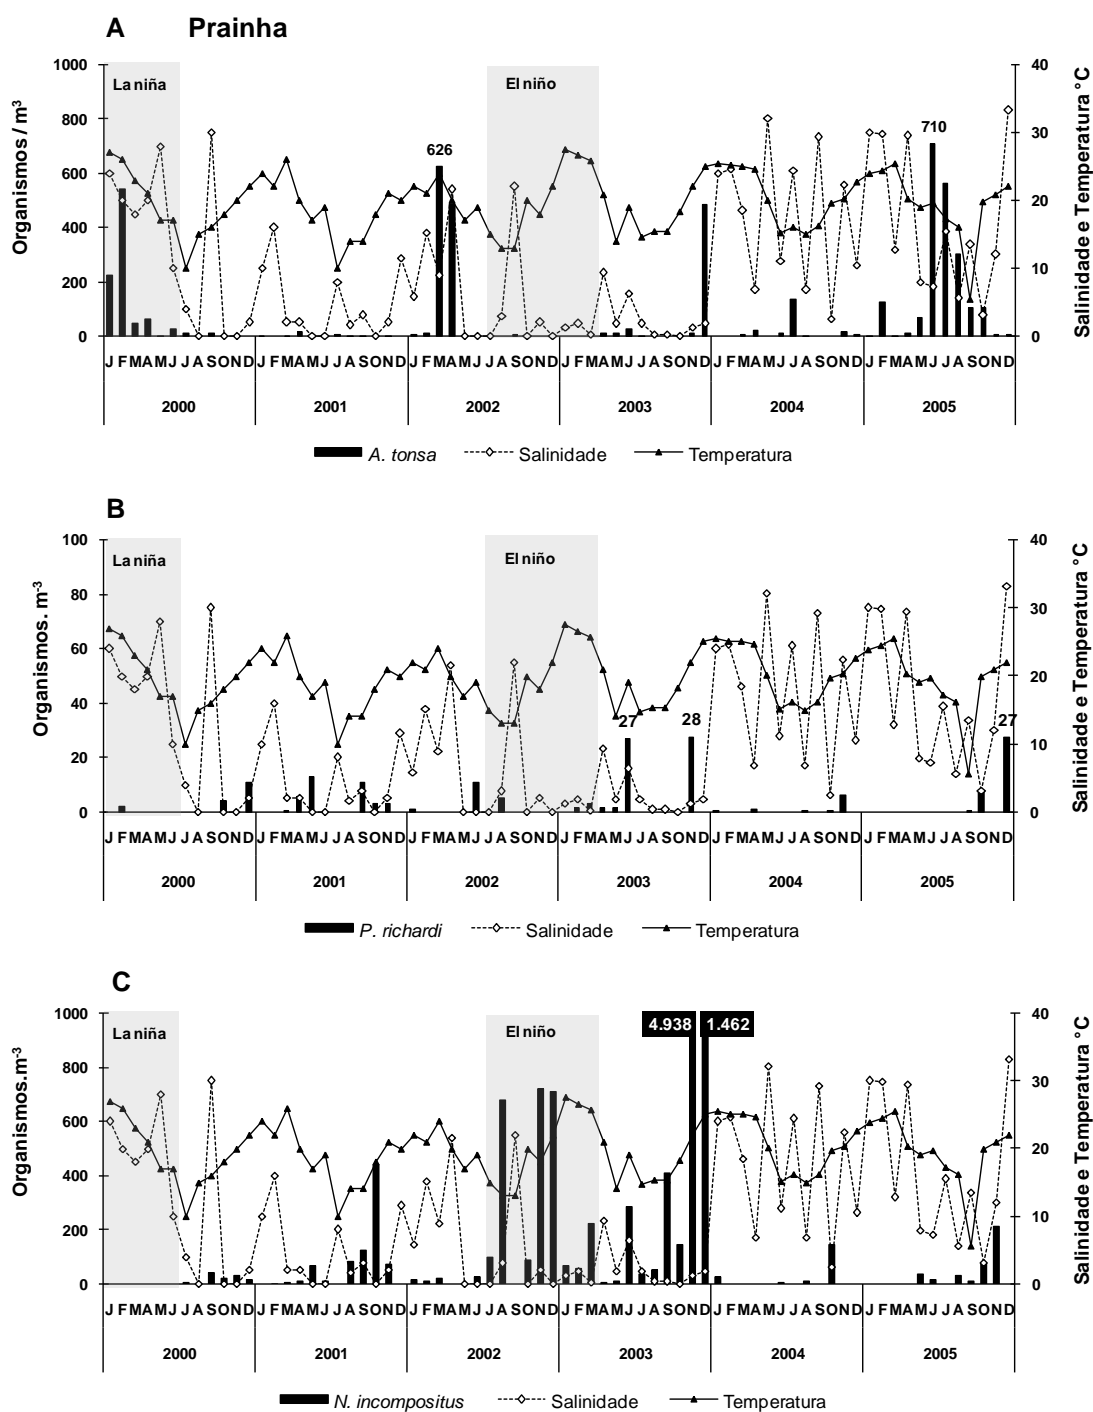 A Prainha
Organismos / m³
Salinidade e Temperatura °C
1000 800 600 400 200 0
40 30 20 10 0
La niña El niño
626 710
J F M A M J J A S O N D J F M A M J J A S O N D J F M A M J J A S O N D J F M A M J J A S O N D J F M A M J J A S O N D J F M A M J J A S O N D
2000 2001 2002 2003 2004 2005
A. tonsa Salinidade Temperatura
B
Organismos. m⁻³
Salinidade e Temperatura °C
100 80 60 40 20 0
40 30 20 10 0
La niña El niño
27 28 27
J F M A M J J A S O N D J F M A M J J A S O N D J F M A M J J A S O N D J F M A M J J A S O N D J F M A M J J A S O N D J F M A M J J A S O N D
2000 2001 2002 2003 2004 2005
P. richardi Salinidade Temperatura
C
Organismos.m⁻³
Salinidade e Temperatura °C
1000 800 600 400 200 0
40 30 20 10 0
La niña El niño
4.938 1.462
J F M A M J J A S O N D J F M A M J J A S O N D J F M A M J J A S O N D J F M A M J J A S O N D J F M A M J J A S O N D J F M A M J J A S O N D
2000 2001 2002 2003 2004 2005
N. incompositus Salinidade Temperatura